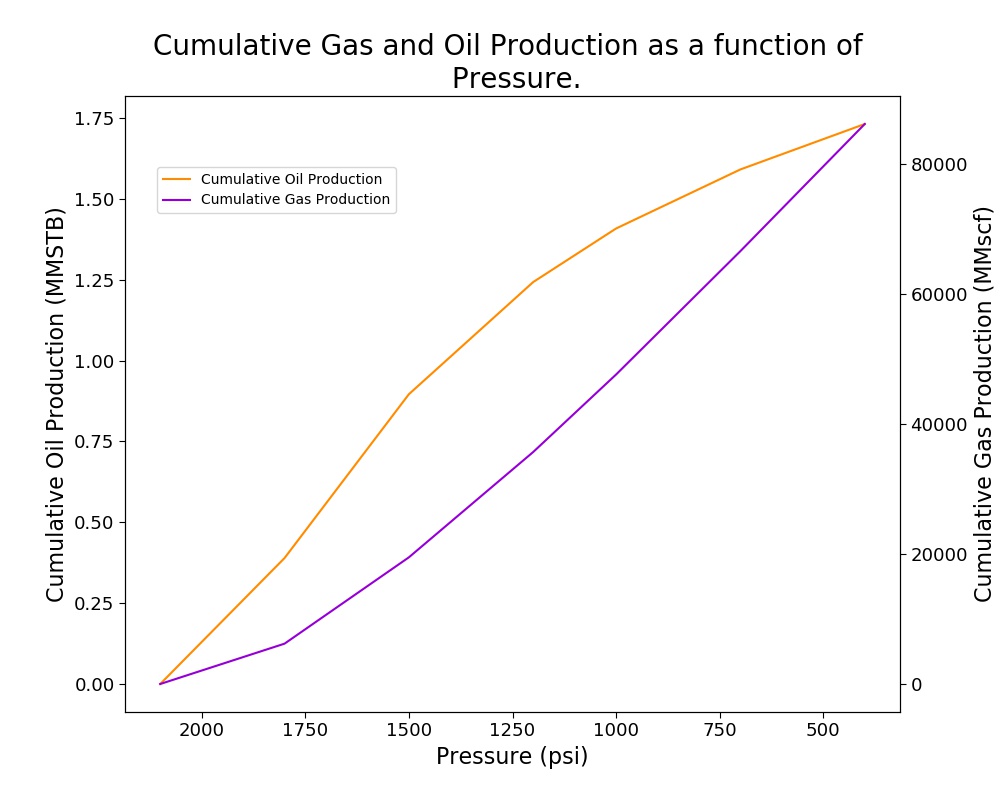 Cumulative Gas and Oil Production as a function of
Pressure.
1.75
1.50
1.25
1.00
0.75
0.50
0.25
0.00
Cumulative Oil Production (MMSTB)
Cumulative Oil Production
Cumulative Gas Production
80000
60000
40000
20000
0
Cumulative Gas Production (MMscf)
2000 1750 1500 1250 1000 750 500
Pressure (psi)